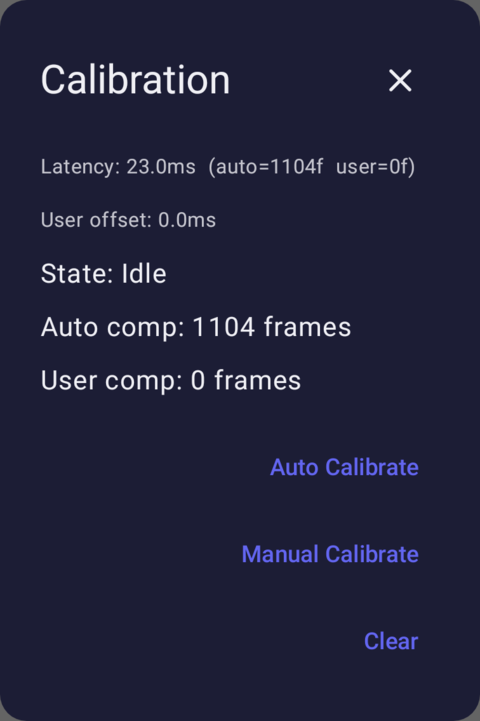 Calibration
Latency: 23.0ms (auto=1104f user=0f)
User offset: 0.0ms
State: Idle
Auto comp: 1104 frames
User comp: 0 frames
Auto Calibrate
Manual Calibrate
Clear